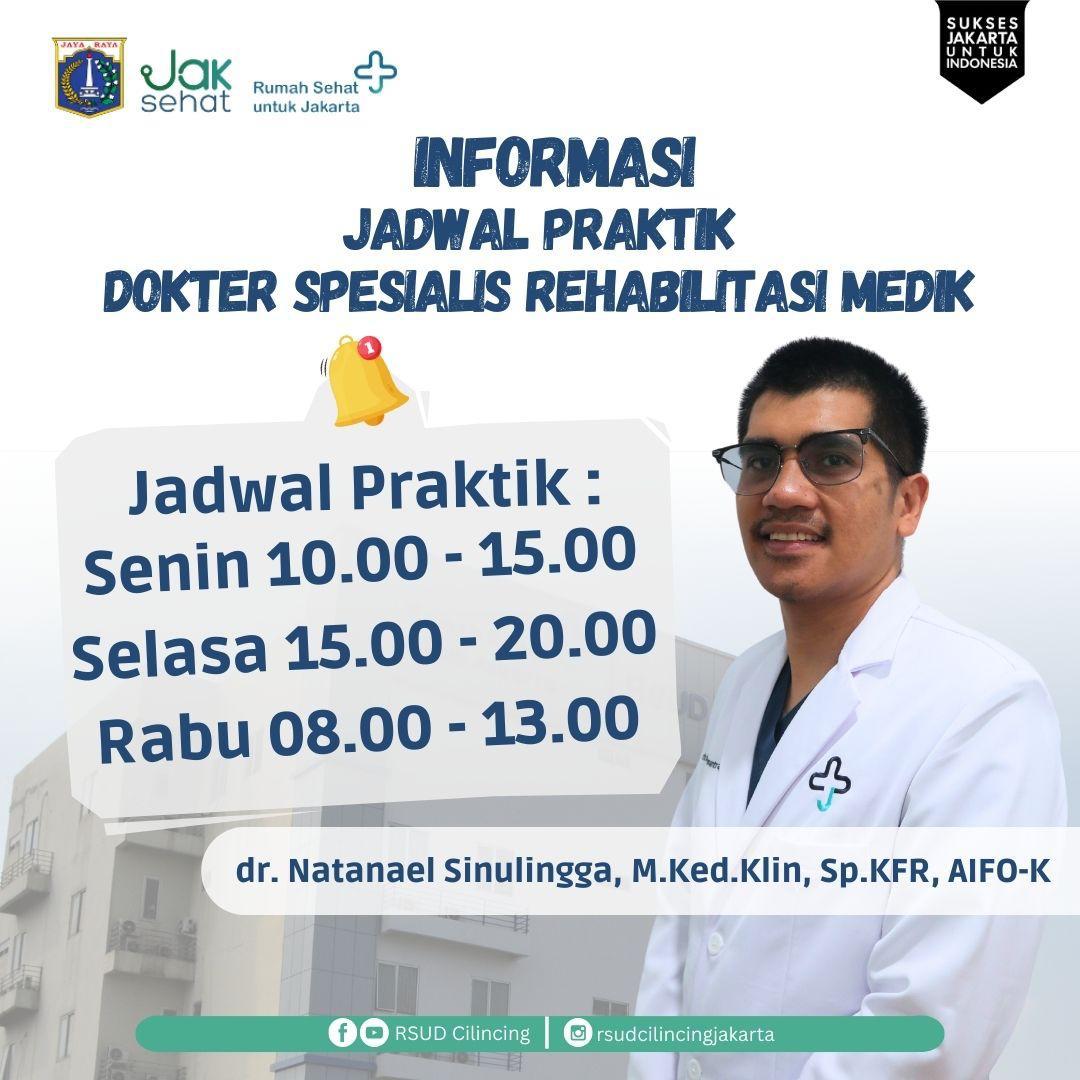 JAYA RAYA
Jak
sehat
Rumah Sehat
untuk Jakarta
SUKSES
JAKARTA
UNTUK
INDONESIA
INFORMASI
JADWAL PRAKTIK
DOKTER SPESIALIS REHABILITASI MEDIK
1
Jadwal Praktik :
Senin 10.00 - 15.00
Selasa 15.00 - 20.00
Rabu 08.00 - 13.00
dr. Natanael Sinulingga, M.Ked.Klin, Sp.KFR, AIFO-K
RSUD Cilincing | rsudcilincingjakarta